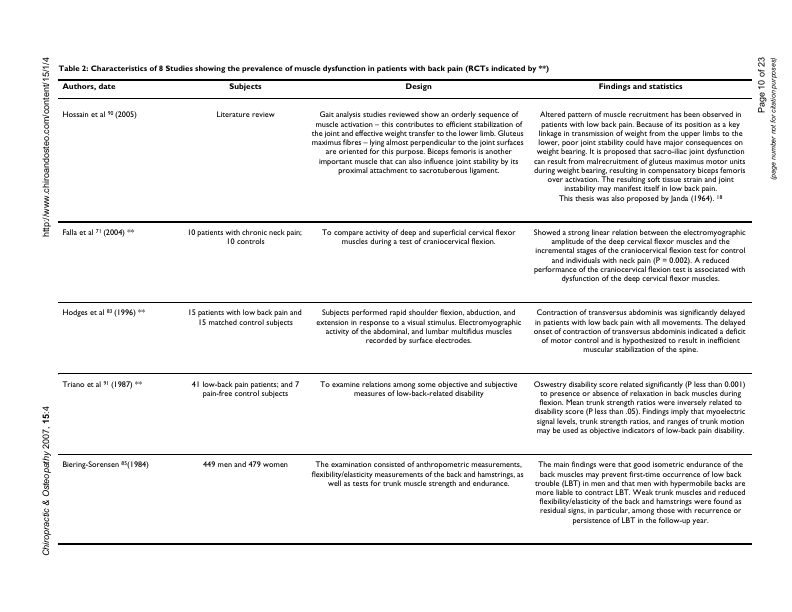 http://www.chiroandosteo.com/content/15/1/4
Chiropractic & Osteopathy 2007, 15:4
Page 10 of 23
(page number not for citation purposes)
Table 2: Characteristics of 8 Studies showing the prevalence of muscle dysfunction in patients with back pain (RCTs indicated by **)
Authors, date
Subjects
Design
Findings and statistics
Hossain et al 90 (2005)
Literature review
Gait analysis studies reviewed show an orderly sequence of
muscle activation – this contributes to efficient stabilization of
the joint and effective weight transfer to the lower limb. Gluteus
maximus fibres – lying almost perpendicular to the joint surfaces
are oriented for this purpose. Biceps femoris is another
important muscle that can also influence joint stability by its
proximal attachment to sacrotuberous ligament.
Altered pattern of muscle recruitment has been observed in
patients with low back pain. Because of its position as a key
linkage in transmission of weight from the upper limbs to the
lower, poor joint stability could have major consequences on
weight bearing. It is proposed that sacro-iliac joint dysfunction
can result from malrecruitment of gluteus maximus motor units
during weight bearing, resulting in compensatory biceps femoris
over activation. The resulting soft tissue strain and joint
instability may manifest itself in low back pain.
This thesis was also proposed by Janda (1964). 18
Falla et al 71 (2004) **
10 patients with chronic neck pain;
10 controls
To compare activity of deep and superficial cervical flexor
muscles during a test of craniocervical flexion.
Showed a strong linear relation between the electromyographic
amplitude of the deep cervical flexor muscles and the
incremental stages of the craniocervical flexion test for control
and individuals with neck pain (P = 0.002). A reduced
performance of the craniocervical flexion test is associated with
dysfunction of the deep cervical flexor muscles.
Hodges et al 83 (1996) **
15 patients with low back pain and
15 matched control subjects
Subjects performed rapid shoulder flexion, abduction, and
extension in response to a visual stimulus. Electromyographic
activity of the abdominal, and lumbar multifidus muscles
recorded by surface electrodes.
Contraction of transversus abdominis was significantly delayed
in patients with low back pain with all movements. The delayed
onset of contraction of transversus abdominis indicated a deficit
of motor control and is hypothesized to result in inefficient
muscular stabilization of the spine.
Triano et al 91 (1987) **
41 low-back pain patients; and 7
pain-free control subjects
To examine relations among some objective and subjective
measures of low-back-related disability
Oswestry disability score related significantly (P less than 0.001)
to presence or absence of relaxation in back muscles during
flexion. Mean trunk strength ratios were inversely related to
disability score (P less than .05). Findings imply that myoelectric
signal levels, trunk strength ratios, and ranges of trunk motion
may be used as objective indicators of low-back pain disability.
Biering-Sorensen 85(1984)
449 men and 479 women
The examination consisted of anthropometric measurements,
flexibility/elasticity measurements of the back and hamstrings, as
well as tests for trunk muscle strength and endurance.
The main findings were that good isometric endurance of the
back muscles may prevent first-time occurrence of low back
trouble (LBT) in men and that men with hypermobile backs are
more liable to contract LBT. Weak trunk muscles and reduced
flexibility/elasticity of the back and hamstrings were found as
residual signs, in particular, among those with recurrence or
persistence of LBT in the follow-up year.